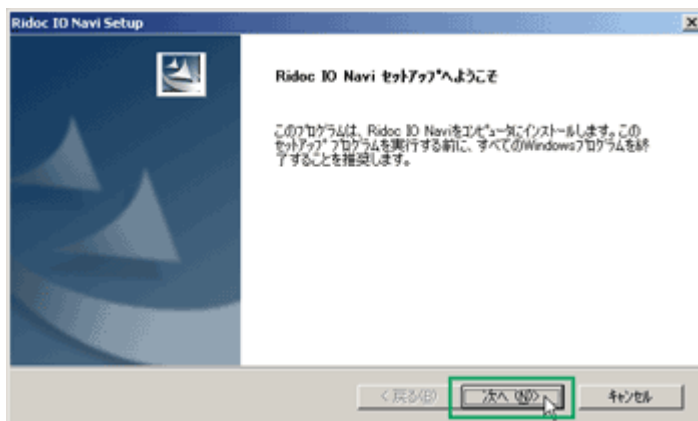 Ridoc IO Navi Setup
Ridoc IO Navi ｾｯﾄｱｯﾌﾟへようこそ
このﾌﾟﾛｸﾞﾗﾑは、Ridoc IO Naviをｺﾝﾋﾟｭｰﾀにｲﾝｽﾄｰﾙします。この
ｾｯﾄｱｯﾌﾟ ﾌﾟﾛｸﾞﾗﾑを実行する前に、すべてのWindowsﾌﾟﾛｸﾞﾗﾑを終
了することを推奨します。
< 戻る(B) 次へ (N)> ｷｬﾝｾﾙ